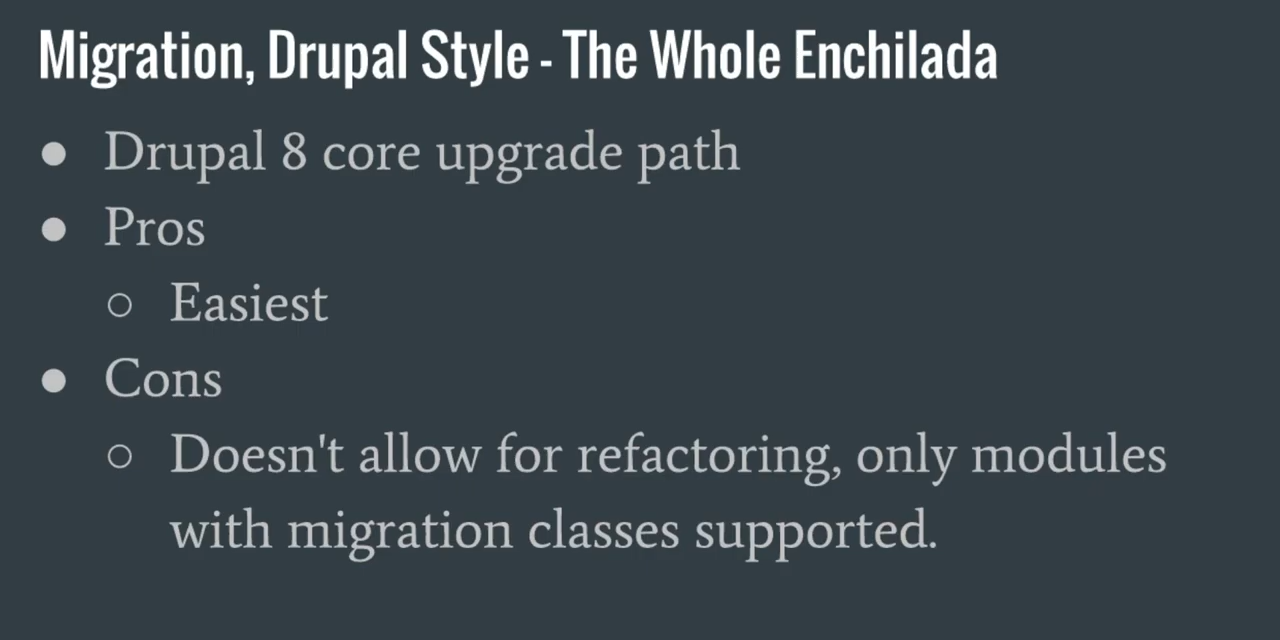 Migration, Drupal Style - The Whole Enchilada
● Drupal 8 core upgrade path
● Pros
○ Easiest
● Cons
○ Doesn't allow for refactoring, only modules
with migration classes supported.